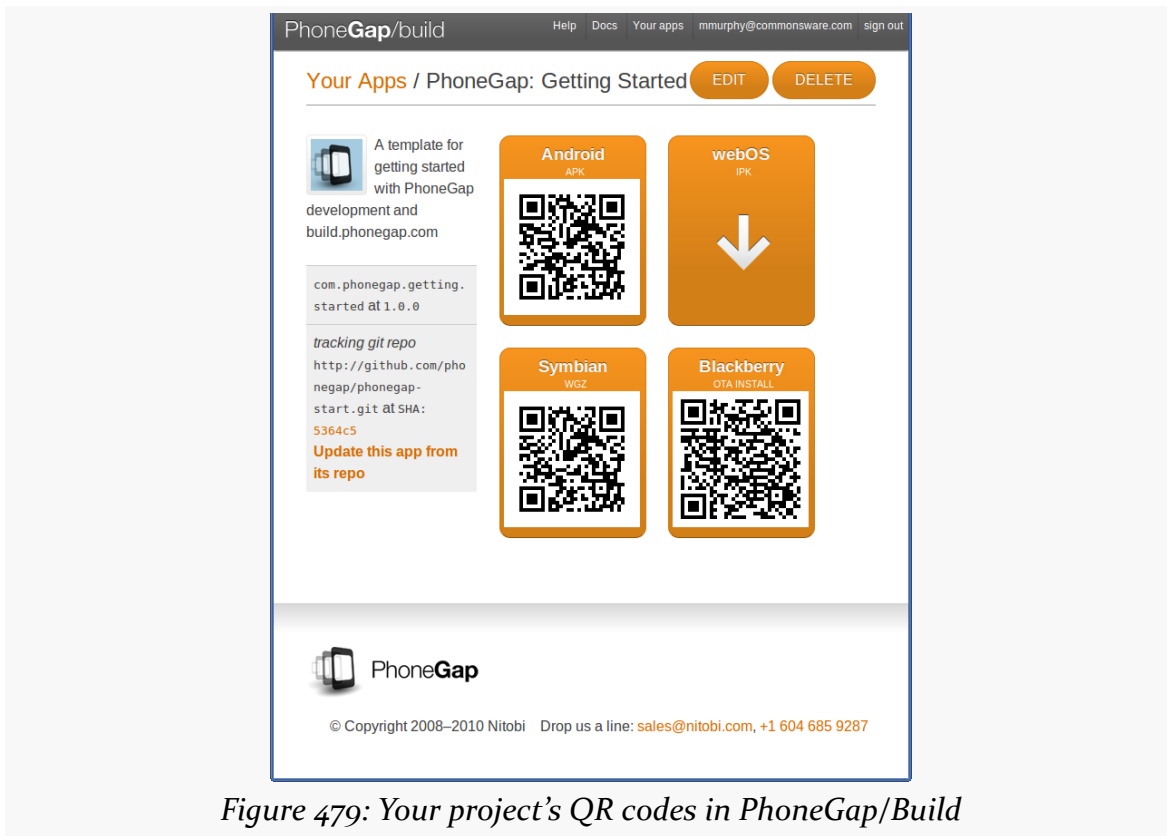 PhoneGap/build
Help Docs Your apps mmurphy@commonsware.com sign out
Your Apps / PhoneGap: Getting Started
EDIT
DELETE
A template for
getting started
with PhoneGap
development and
build.phonegap.com
com.phonegap.getting.
started at 1.0.0
tracking git repo
http://github.com/pho
negap/phonegap-
start.git at SHA:
5364c5
Update this app from
its repo
Android
APK
webOS
IPK
Symbian
WGZ
Blackberry
OTA INSTALL
PhoneGap
© Copyright 2008–2010 Nitobi Drop us a line: sales@nitobi.com, +1 604 685 9287
Figure 479: Your project's QR codes in PhoneGap/Build